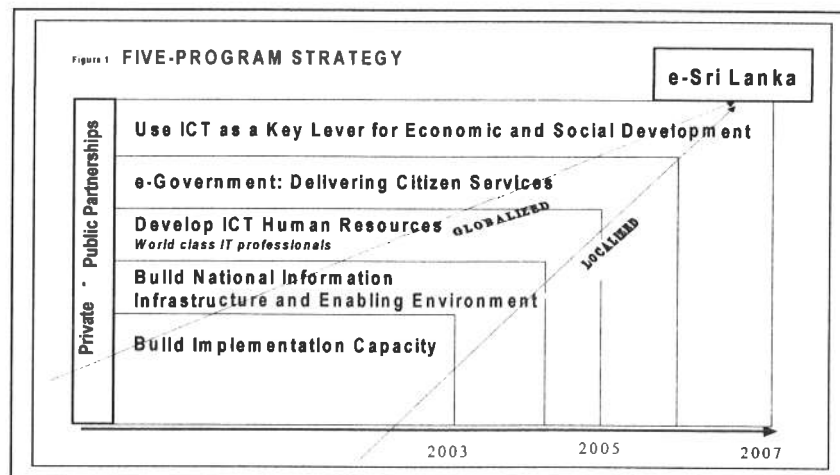 Figure 1 FIVE-PROGRAM STRATEGY
e-Sri Lanka
Private - Public Partnerships
Use ICT as a Key Lever for Economic and Social Development
e-Government: Delivering Citizen Services
Develop ICT Human Resources
World class IT professionals
GLOBALIZED
LOCALIZED
Build National Information
Infrastructure and Enabling Environment
Build Implementation Capacity
2003
2005
2007